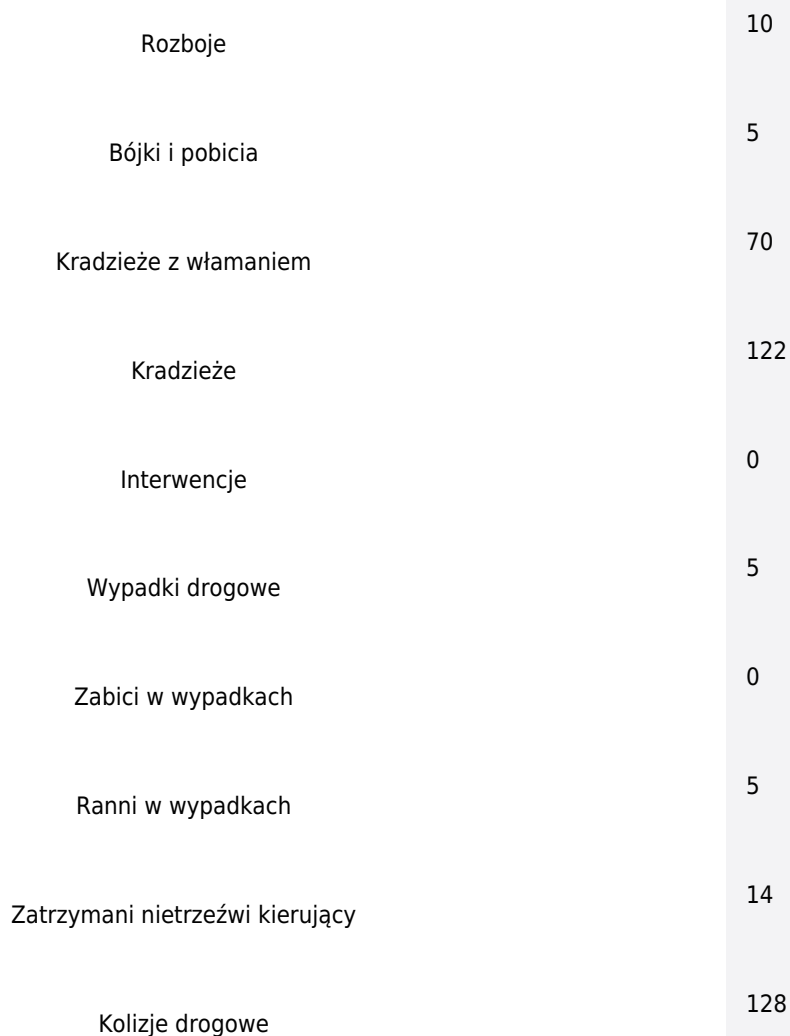 10
Rozboje
5
Bójki i pobicia
70
Kradzieże z włamaniem
122
Kradzieże
0
Interwencje
5
Wypadki drogowe
0
Zabici w wypadkach
5
Ranni w wypadkach
14
Zatrzymani nietrzeźwi kierujący
128
Kolizje drogowe